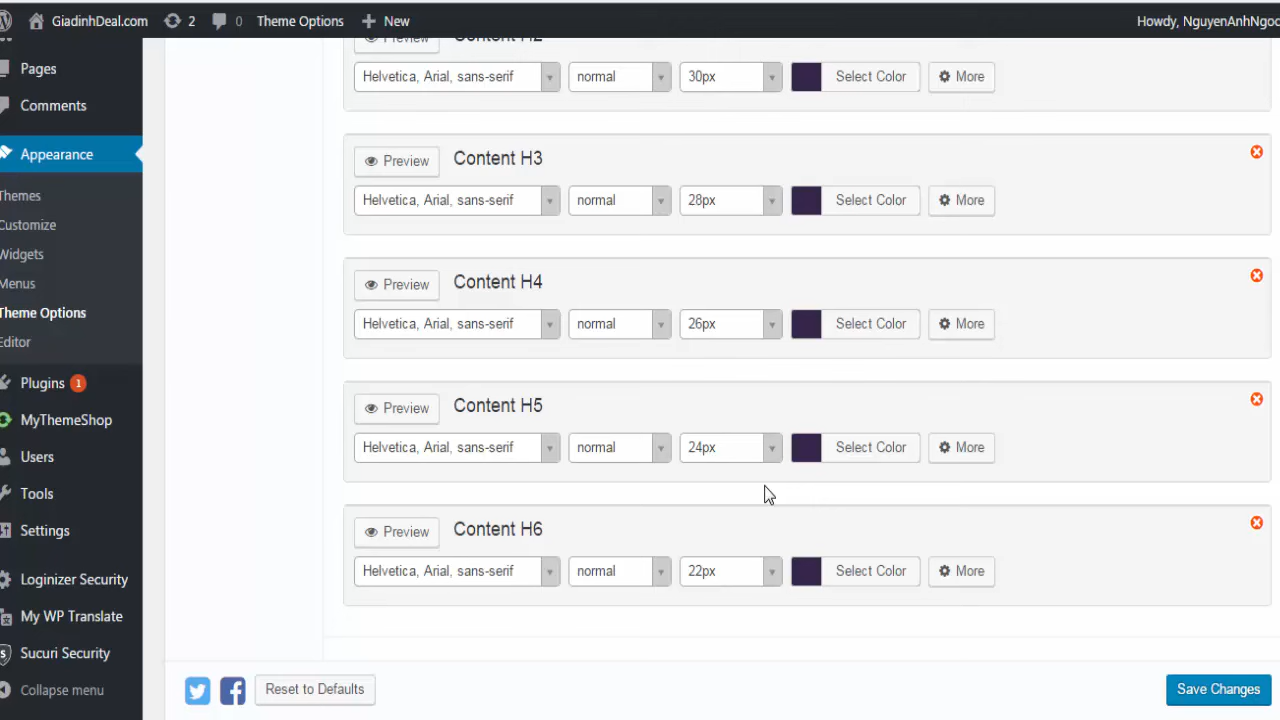 GiadinhDeal.com 2 0 Theme Options New Howdy, NguyenAnhNgoc
Pages
Comments
Appearance
Themes
Customize
Widgets
Menus
Theme Options
Editor
Plugins 1
MyThemeShop
Users
Tools
Settings
Loginizer Security
My WP Translate
Sucuri Security
Collapse menu
Preview Content H2
Helvetica, Arial, sans-serif normal 30px Select Color More
Preview Content H3
Helvetica, Arial, sans-serif normal 28px Select Color More
Preview Content H4
Helvetica, Arial, sans-serif normal 26px Select Color More
Preview Content H5
Helvetica, Arial, sans-serif normal 24px Select Color More
Preview Content H6
Helvetica, Arial, sans-serif normal 22px Select Color More
Reset to Defaults Save Changes